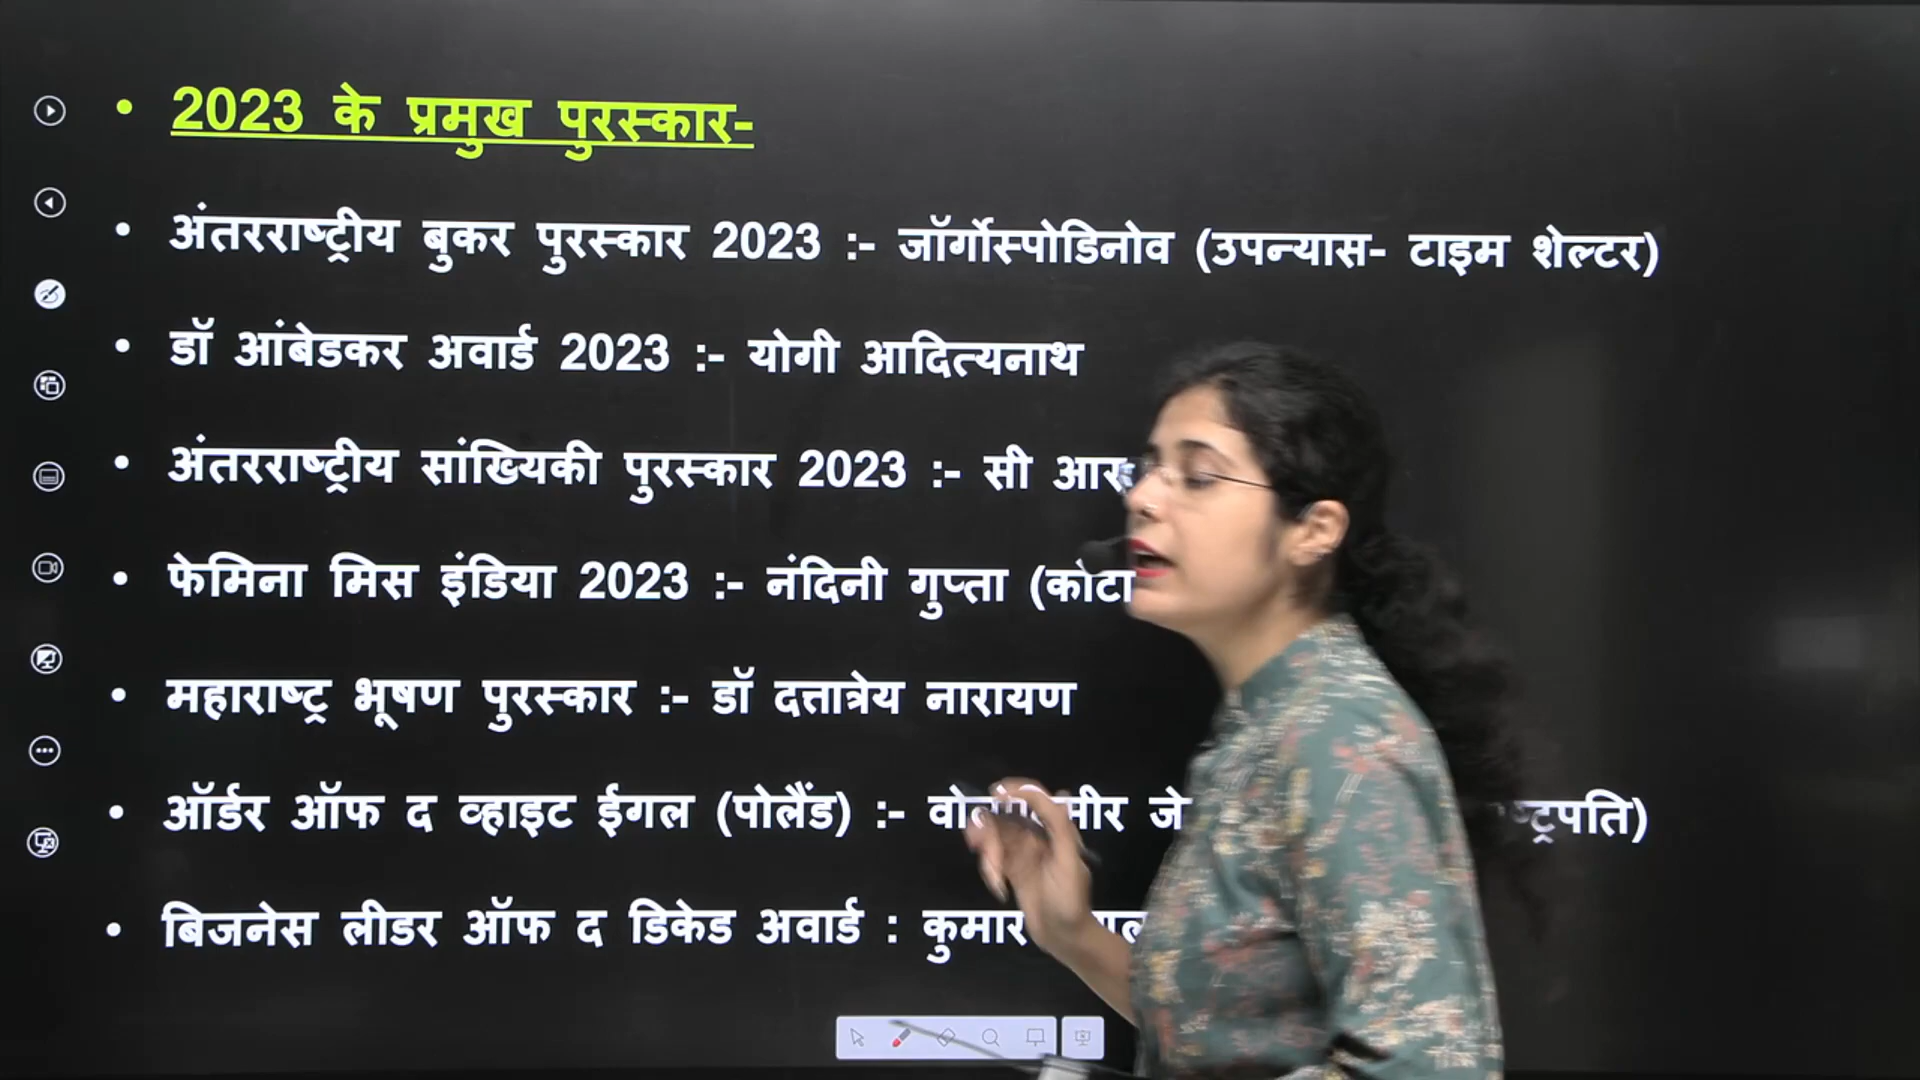 2023 के प्रमुख पुरस्कार-
अंतरराष्ट्रीय बुकर पुरस्कार 2023 :- जॉर्गोस्पोडिनोव (उपन्यास- टाइम शेल्टर)
डॉ आंबेडकर अवार्ड 2023 :- योगी आदित्यनाथ
अंतरराष्ट्रीय सांख्यिकी पुरस्कार 2023 :- सी आर
फेमिना मिस इंडिया 2023 :- नंदिनी गुप्ता (कोटा
महाराष्ट्र भूषण पुरस्कार :- डॉ दत्तात्रेय नारायण
ऑर्डर ऑफ द व्हाइट ईगल (पोलैंड) :-
बिजनेस लीडर ऑफ द डिकेड अवार्ड : कुमार